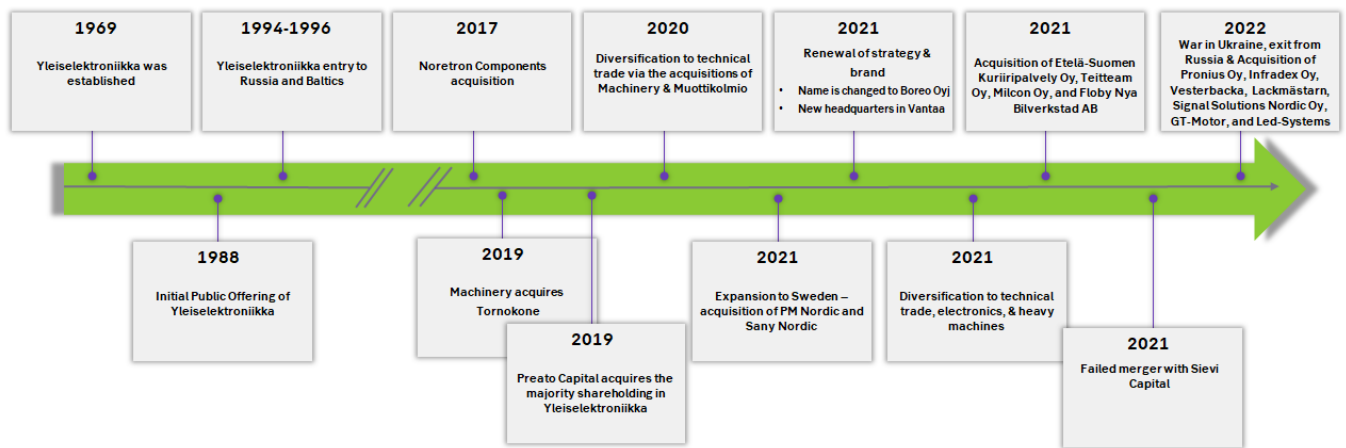 1969
Yleiselektroniikka was
established
1994-1996
Yleiselektroniikka entry to
Russia and Baltics
2017
Noretron Components
acquisition
2020
Diversification to technical
trade via the acquisitions of
Machinery & Muottikolmio
2021
Renewal of strategy &
brand
• Name is changed to Boreo Oyj
• New headquarters in Vantaa
2021
Acquisition of Etelä-Suomen
Kuriiripalvely Oy, Teitteam
Oy, Milcon Oy, and Floby Nya
Bilverkstad AB
2022
War in Ukraine, exit from
Russia & Acquisition of
Pronius Oy, Infradex Oy,
Vesterbacka, Lackmästarn,
Signal Solutions Nordic Oy,
GT-Motor, and Led-Systems
1988
Initial Public Offering of
Yleiselektroniikka
2019
Machinery acquires
Tornokone
2019
Preato Capital acquires the
majority shareholding in
Yleiselektroniikka
2021
Expansion to Sweden –
acquisition of PM Nordic and
Sany Nordic
2021
Diversification to technical
trade, electronics, & heavy
machines
2021
Failed merger with Sievi
Capital